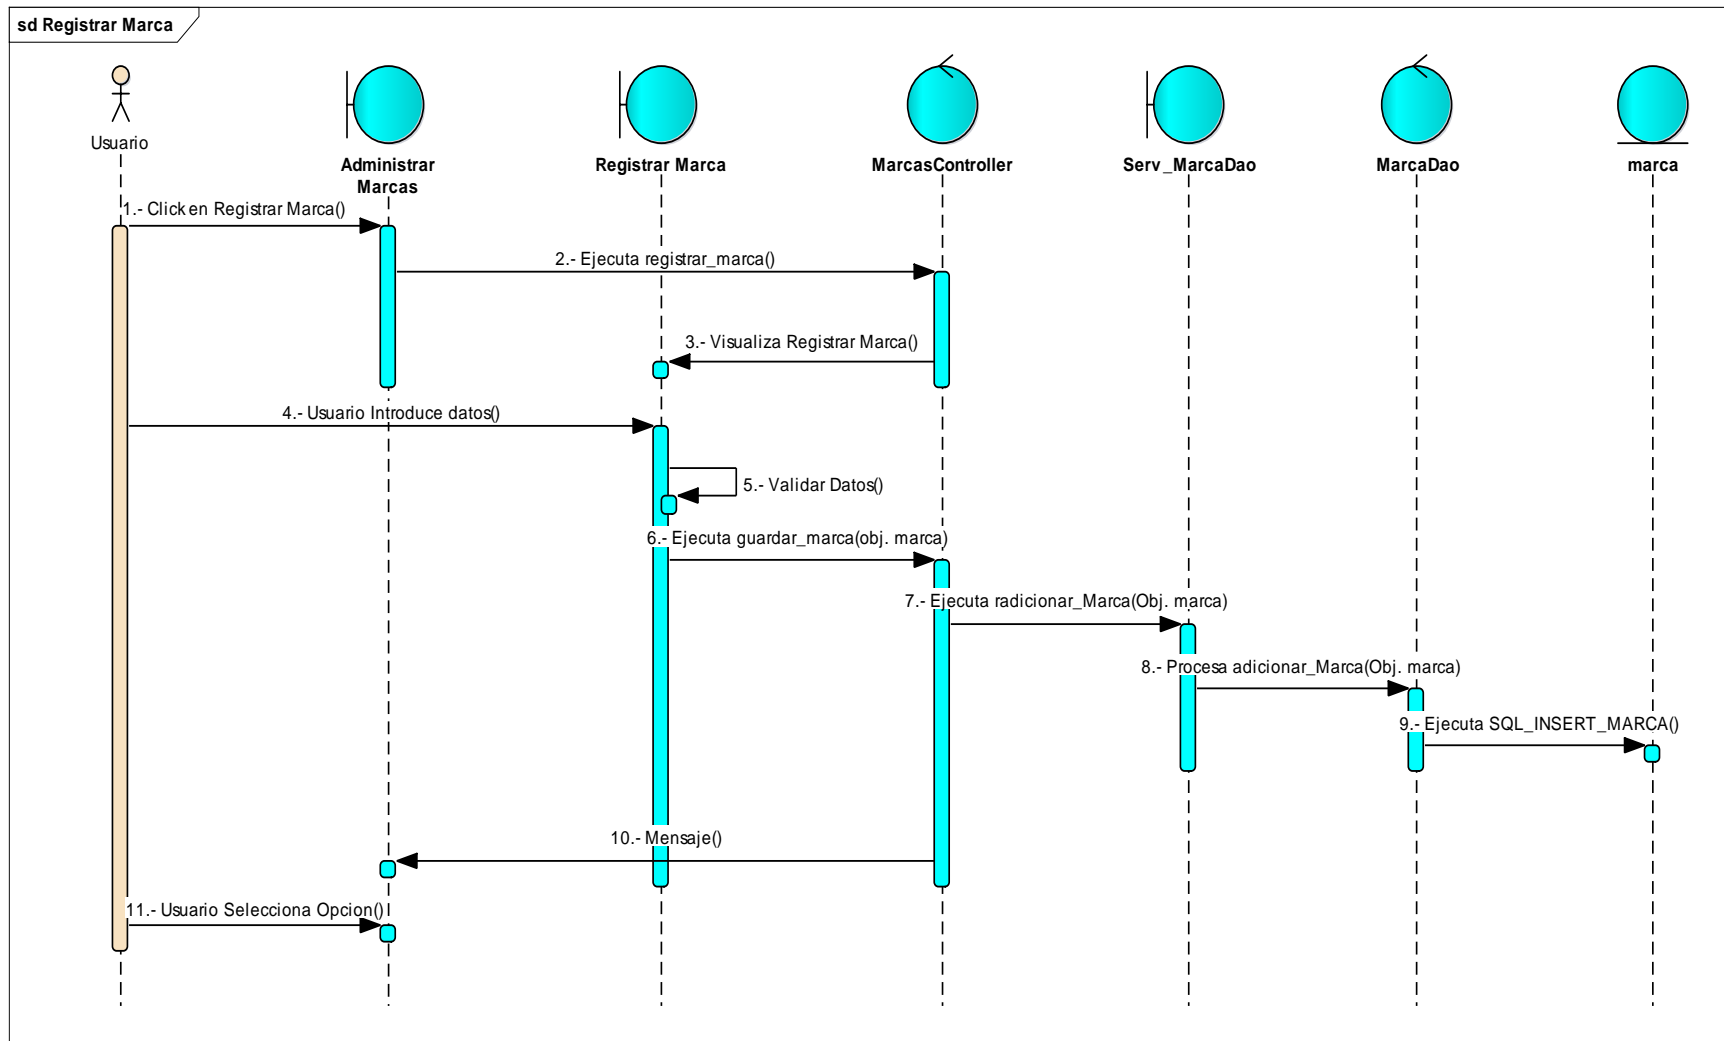 sd Registrar Marca
Usuario
Administrar
Marcas
Registrar Marca
MarcasController
Serv_MarcaDao
MarcaDao
marca
1.- Click en Registrar Marca()
2.- Ejecuta registrar_marca()
3.- Visualiza Registrar Marca()
4.- Usuario Introduce datos()
5.- Validar Datos()
6.- Ejecuta guardar_marca(obj. marca)
7.- Ejecuta radicionar_Marca(Obj. marca)
8.- Procesa adicionar_Marca(Obj. marca)
9.- Ejecuta SQL_INSERT_MARCA()
10.- Mensaje()
11.- Usuario Selecciona Opcion()